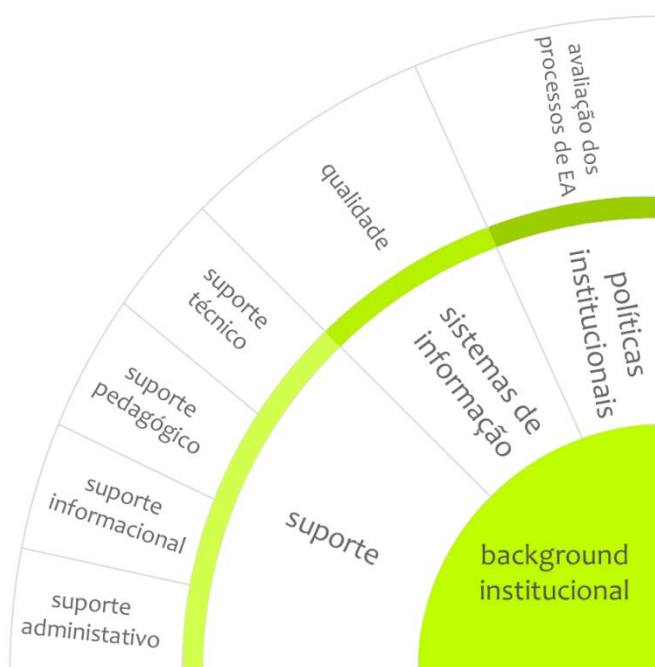 avaliação dos
processos de EA
qualidade
suporte
técnico
suporte
pedagógico
suporte
informacional
suporte
administativo
políticas
institucionais
sistemas de
informação
suporte
background
institucional